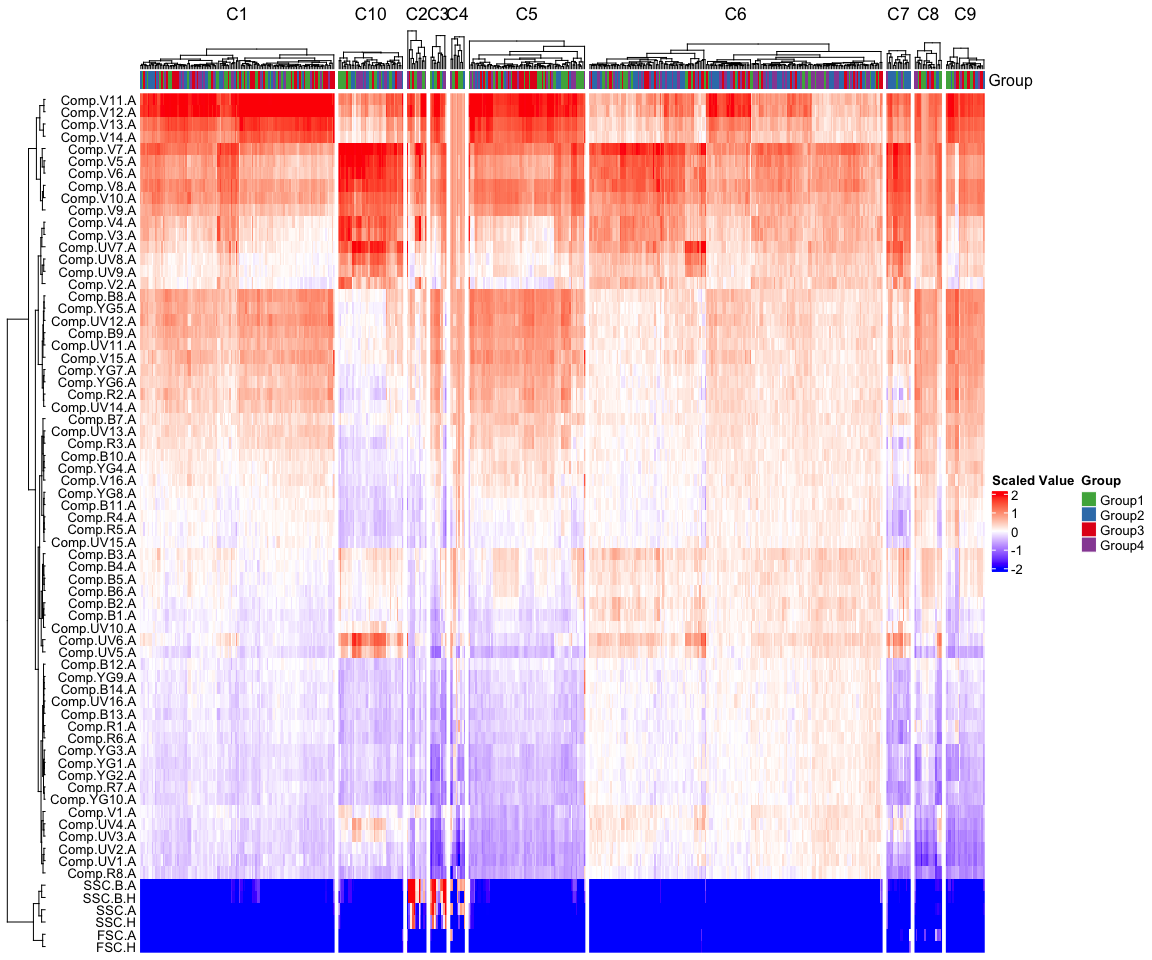 C1 C10 C2 C3 C4 C5 C6 C7 C8 C9
Group
Comp.V11.A
Comp.V12.A
Comp.V13.A
Comp.V14.A
Comp.V7.A
Comp.V5.A
Comp.V6.A
Comp.V8.A
Comp.V10.A
Comp.V9.A
Comp.V4.A
Comp.V3.A
Comp.UV7.A
Comp.UV8.A
Comp.UV9.A
Comp.V2.A
Comp.B8.A
Comp.YG5.A
Comp.UV12.A
Comp.B9.A
Comp.UV11.A
Comp.V15.A
Comp.YG7.A
Comp.YG6.A
Comp.R2.A
Comp.UV14.A
Comp.B7.A
Comp.UV13.A
Comp.R3.A
Comp.B10.A
Comp.YG4.A
Comp.V16.A
Comp.YG8.A
Comp.B11.A
Comp.R4.A
Comp.R5.A
Comp.UV15.A
Comp.B3.A
Comp.B4.A
Comp.B5.A
Comp.B6.A
Comp.B2.A
Comp.B1.A
Comp.UV10.A
Comp.UV6.A
Comp.UV5.A
Comp.B12.A
Comp.YG9.A
Comp.B14.A
Comp.UV16.A
Comp.B13.A
Comp.R1.A
Comp.R6.A
Comp.YG3.A
Comp.YG1.A
Comp.YG2.A
Comp.R7.A
Comp.YG10.A
Comp.V1.A
Comp.UV4.A
Comp.UV3.A
Comp.UV2.A
Comp.UV1.A
Comp.R8.A
SSC.B.A
SSC.B.H
SSC.A
SSC.H
FSC.A
FSC.H
Scaled Value
2
1
0
-1
-2
Group
Group1
Group2
Group3
Group4